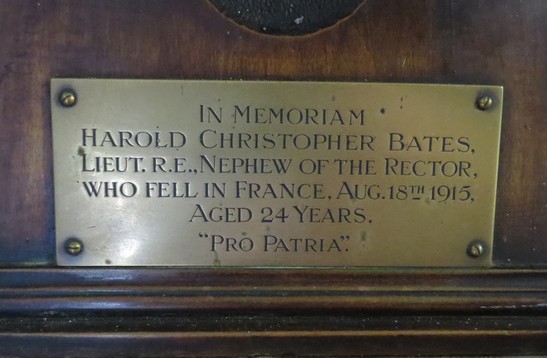 IN MEMORIAM
HAROLD CHRISTOPHER BATES,
LIEUT. R.E., NEPHEW OF THE RECTOR,
WHO FELL IN FRANCE, AUG. 18TH 1915,
AGED 24 YEARS.
"PRO PATRIA".